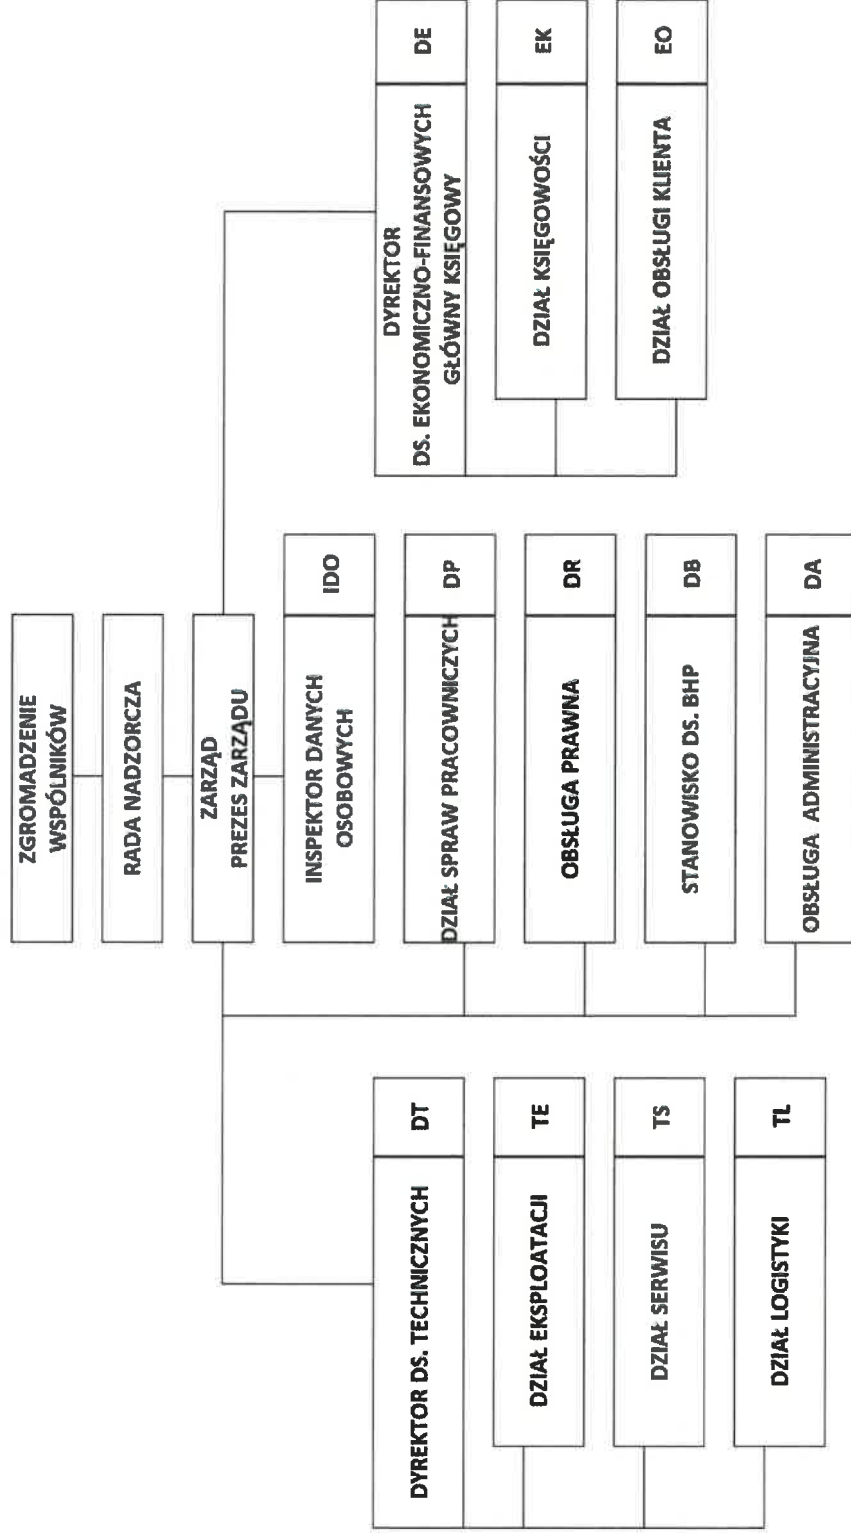 ZGROMADZENIE
WSPÓLNIKÓW
RADA NADZORCZA
ZARZĄD
PREZES ZARZĄDU
INSPEKTOR DANYCH
OSOBOWYCH
IDO
DZIAŁ SPRAW PRACOWNICZYCH
DP
OBSŁUGA PRAWNA
DR
STANOWISKO DS. BHP
DB
OBSŁUGA ADMINISTRACYJNA
DA
DYREKTOR DS. TECHNICZNYCH
DT
DZIAŁ EKSPLOATACJI
TE
DZIAŁ SERWISU
TS
DZIAŁ LOGISTYKI
TL
DYREKTOR
DS. EKONOMICZNO-FINANSOWYCH
GŁÓWNY KSIĘGOWY
DE
DZIAŁ KSIĘGOWOŚCI
EK
DZIAŁ OBSŁUGI KLIENTA
EO